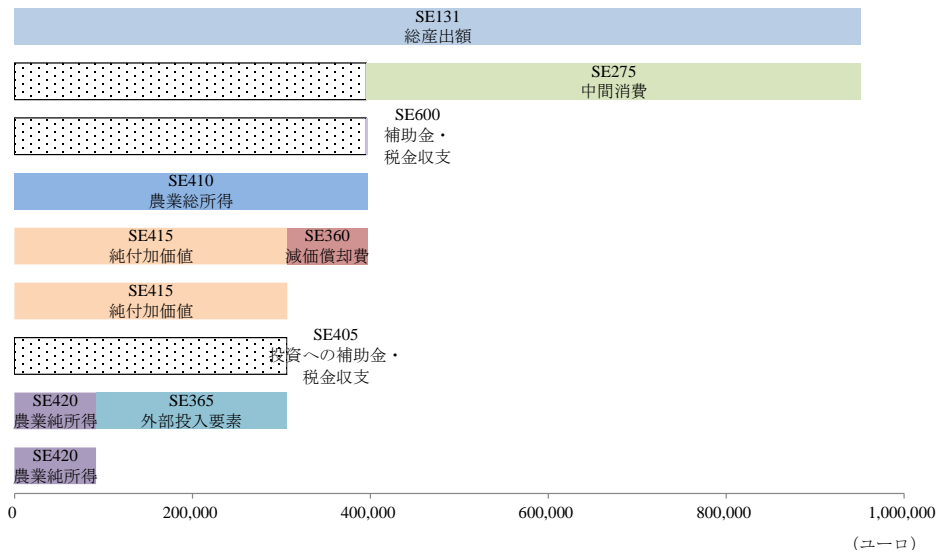 SE131
総産出額
SE275
中間消費
SE600
補助金・
税金収支
SE410
農業総所得
SE415
純付加価値
SE360
減価償却費
SE415
純付加価値
SE405
投資への補助金・
税金収支
SE420
農業純所得
SE365
外部投入要素
SE420
農業純所得
0
200,000
400,000
600,000
800,000
1,000,000
（ユーロ）